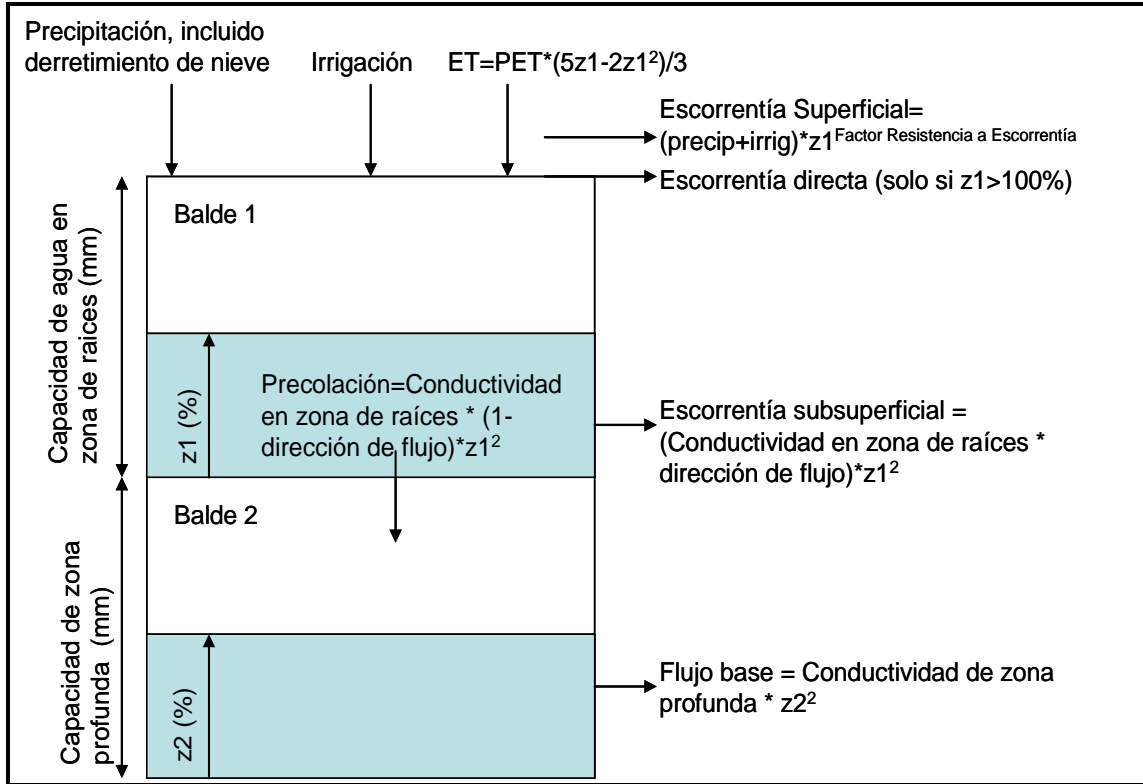 Precipitación, incluido
derretimiento de nieve
Irrigación
ET=PET*(5z1-2z1²)/3
Escorrentía Superficial=
(precip+irrig)*z1^Factor Resistencia a Escorrentía
Escorrentía directa (solo si z1>100%)
Capacidad de agua en
zona de raices (mm)
Balde 1
z1 (%)
Precolación=Conductividad
en zona de raíces * (1-
dirección de flujo)*z1²
Escorrentía subsuperficial =
(Conductividad en zona de raíces *
dirección de flujo)*z1²
Capacidad de zona
profunda (mm)
Balde 2
z2 (%)
Flujo base = Conductividad de zona
profunda * z2²